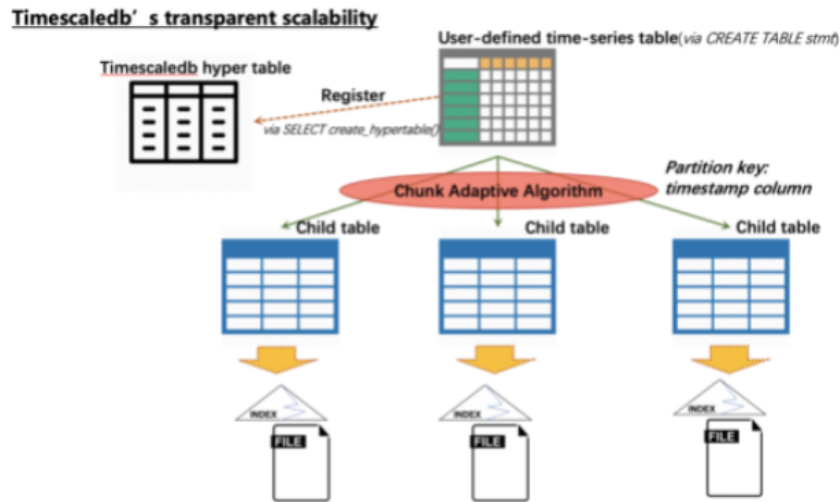 Timescaledb's transparent scalability
User-defined time-series table(via CREATE TABLE stmt)
Timescaledb hyper table
Register
via SELECT create_hypertable()
Partition key:
timestamp column
Chunk Adaptive Algorithm
Child table
Child table
Child table
INDEX
INDEX
INDEX
FILE
FILE
FILE